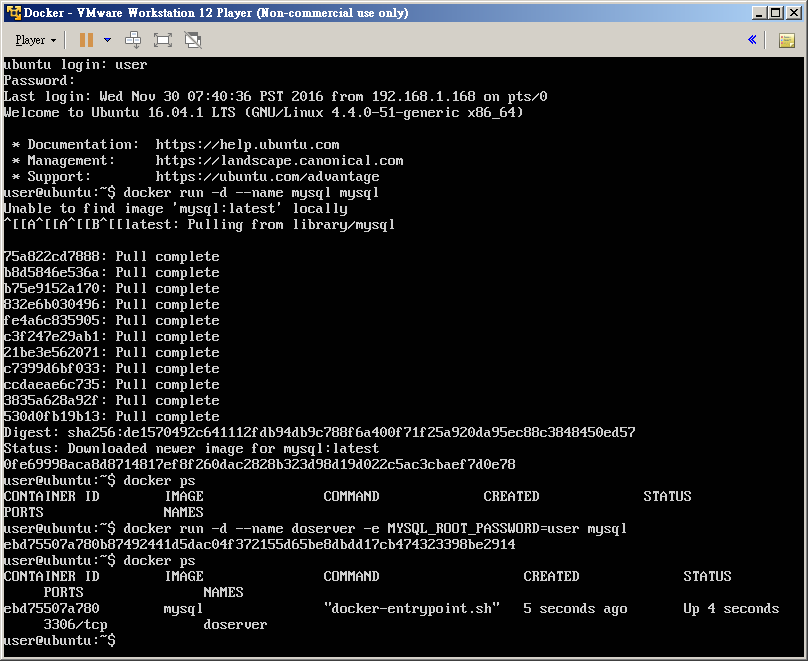 Docker - VMware Workstation 12 Player (Non-commercial use only)
Player
ubuntu login: user
Password:
Last login: Wed Nov 30 07:40:36 PST 2016 from 192.168.1.168 on pts/0
Welcome to Ubuntu 16.04.1 LTS (GNU/Linux 4.4.0-51-generic x86_64)
* Documentation:  https://help.ubuntu.com
* Management:     https://landscape.canonical.com
* Support:        https://ubuntu.com/advantage
user@ubuntu:~$ docker run -d --name mysql mysql
Unable to find image 'mysql:latest' locally
^[[A^[[A^[[B^[[latest: Pulling from library/mysql
75a822cd7888: Pull complete
b8d5846e536a: Pull complete
b75e9152a170: Pull complete
832e6b030496: Pull complete
fe4a6c835905: Pull complete
c3f247e29ab1: Pull complete
21be3e562071: Pull complete
c7399d6bf033: Pull complete
ccdaeae6c735: Pull complete
3835a628a92f: Pull complete
530d0fb19b13: Pull complete
Digest: sha256:de1570492c641112fdb94db9c788f6a400f71f25a920da95ec88c3848450ed57
Status: Downloaded newer image for mysql:latest
0fe69998aca8d8714817ef8f260dac2828b323d98d19d022c5ac3cbaef7d0e78
user@ubuntu:~$ docker ps
CONTAINER ID        IMAGE               COMMAND             CREATED             STATUS
PORTS               NAMES
user@ubuntu:~$ docker run -d --name doserver -e MYSQL_ROOT_PASSWORD=user mysql
ebd75507a780b87492441d5dac04f372155d65be8dbdd17cb474323398be2914
user@ubuntu:~$ docker ps
CONTAINER ID        IMAGE               COMMAND                  CREATED             STATUS
PORTS               NAMES
ebd75507a780        mysql               "docker-entrypoint.sh"   5 seconds ago       Up 4 seconds
3306/tcp            doserver
user@ubuntu:~$